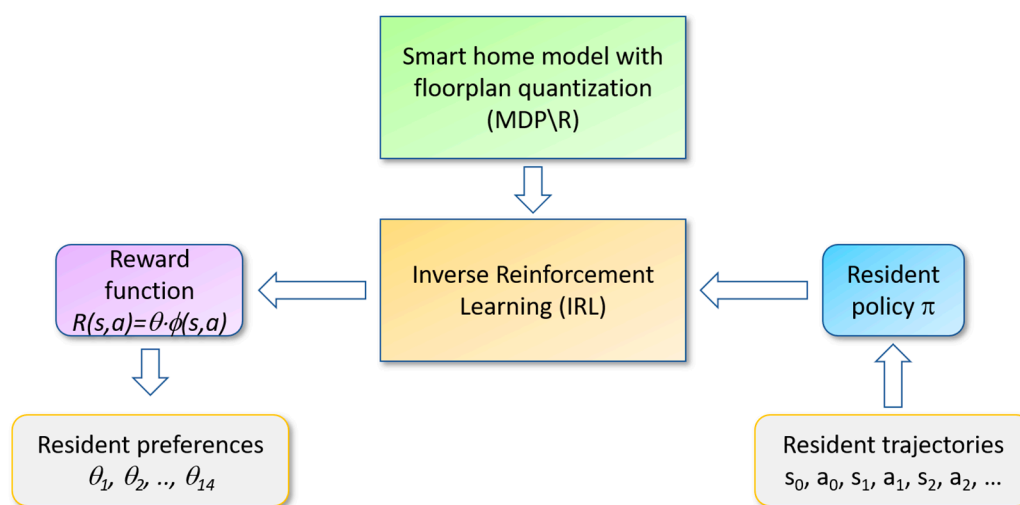 Smart home model with
floorplan quantization
(MDP\R)
Inverse Reinforcement
Learning (IRL)
Reward
function
R(s,a)=θ·ϕ(s,a)
Resident
policy π
Resident preferences
θ₁, θ₂, .., θ₁₄
Resident trajectories
s₀, a₀, s₁, a₁, s₂, a₂, ...